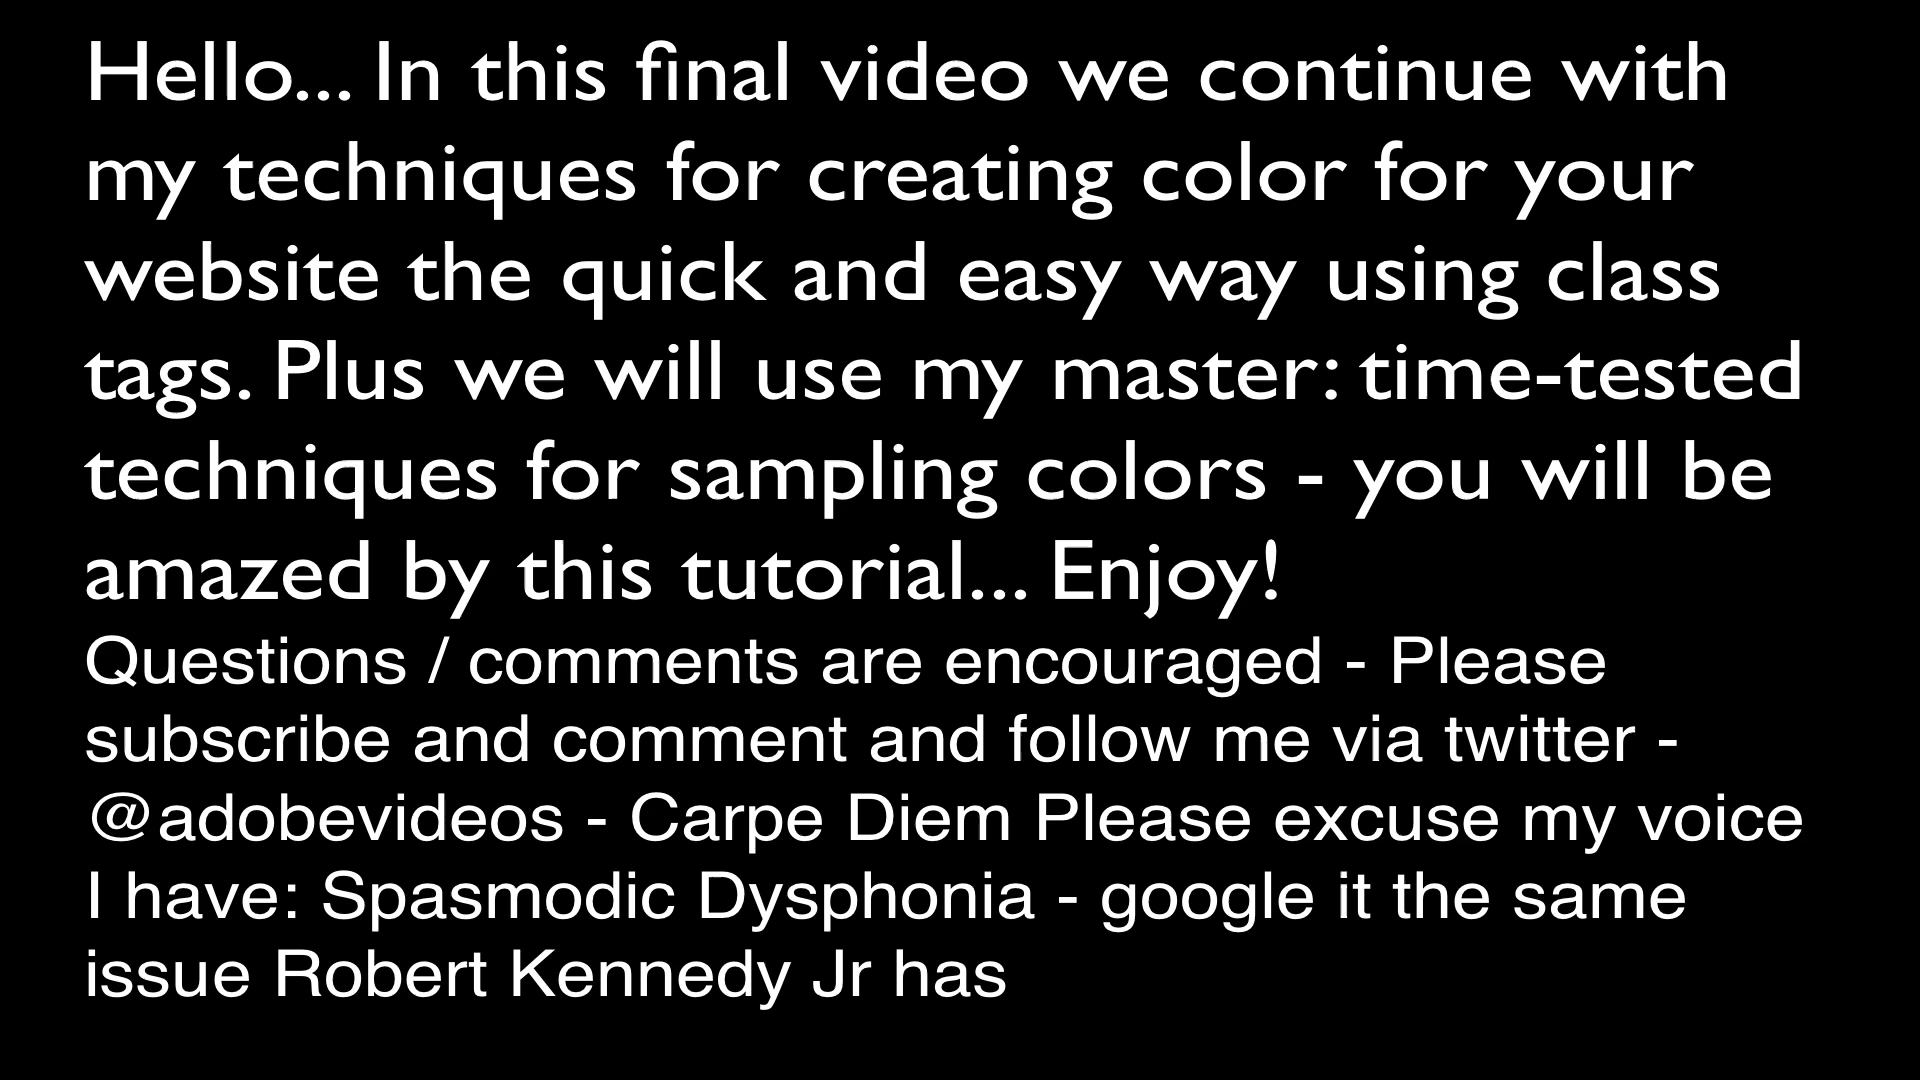 Hello... In this final video we continue with
my techniques for creating color for your
website the quick and easy way using class
tags. Plus we will use my master: time-tested
techniques for sampling colors - you will be
amazed by this tutorial... Enjoy!
Questions / comments are encouraged - Please
subscribe and comment and follow me via twitter -
@adobevideos - Carpe Diem Please excuse my voice
I have: Spasmodic Dysphonia - google it the same
issue Robert Kennedy Jr has